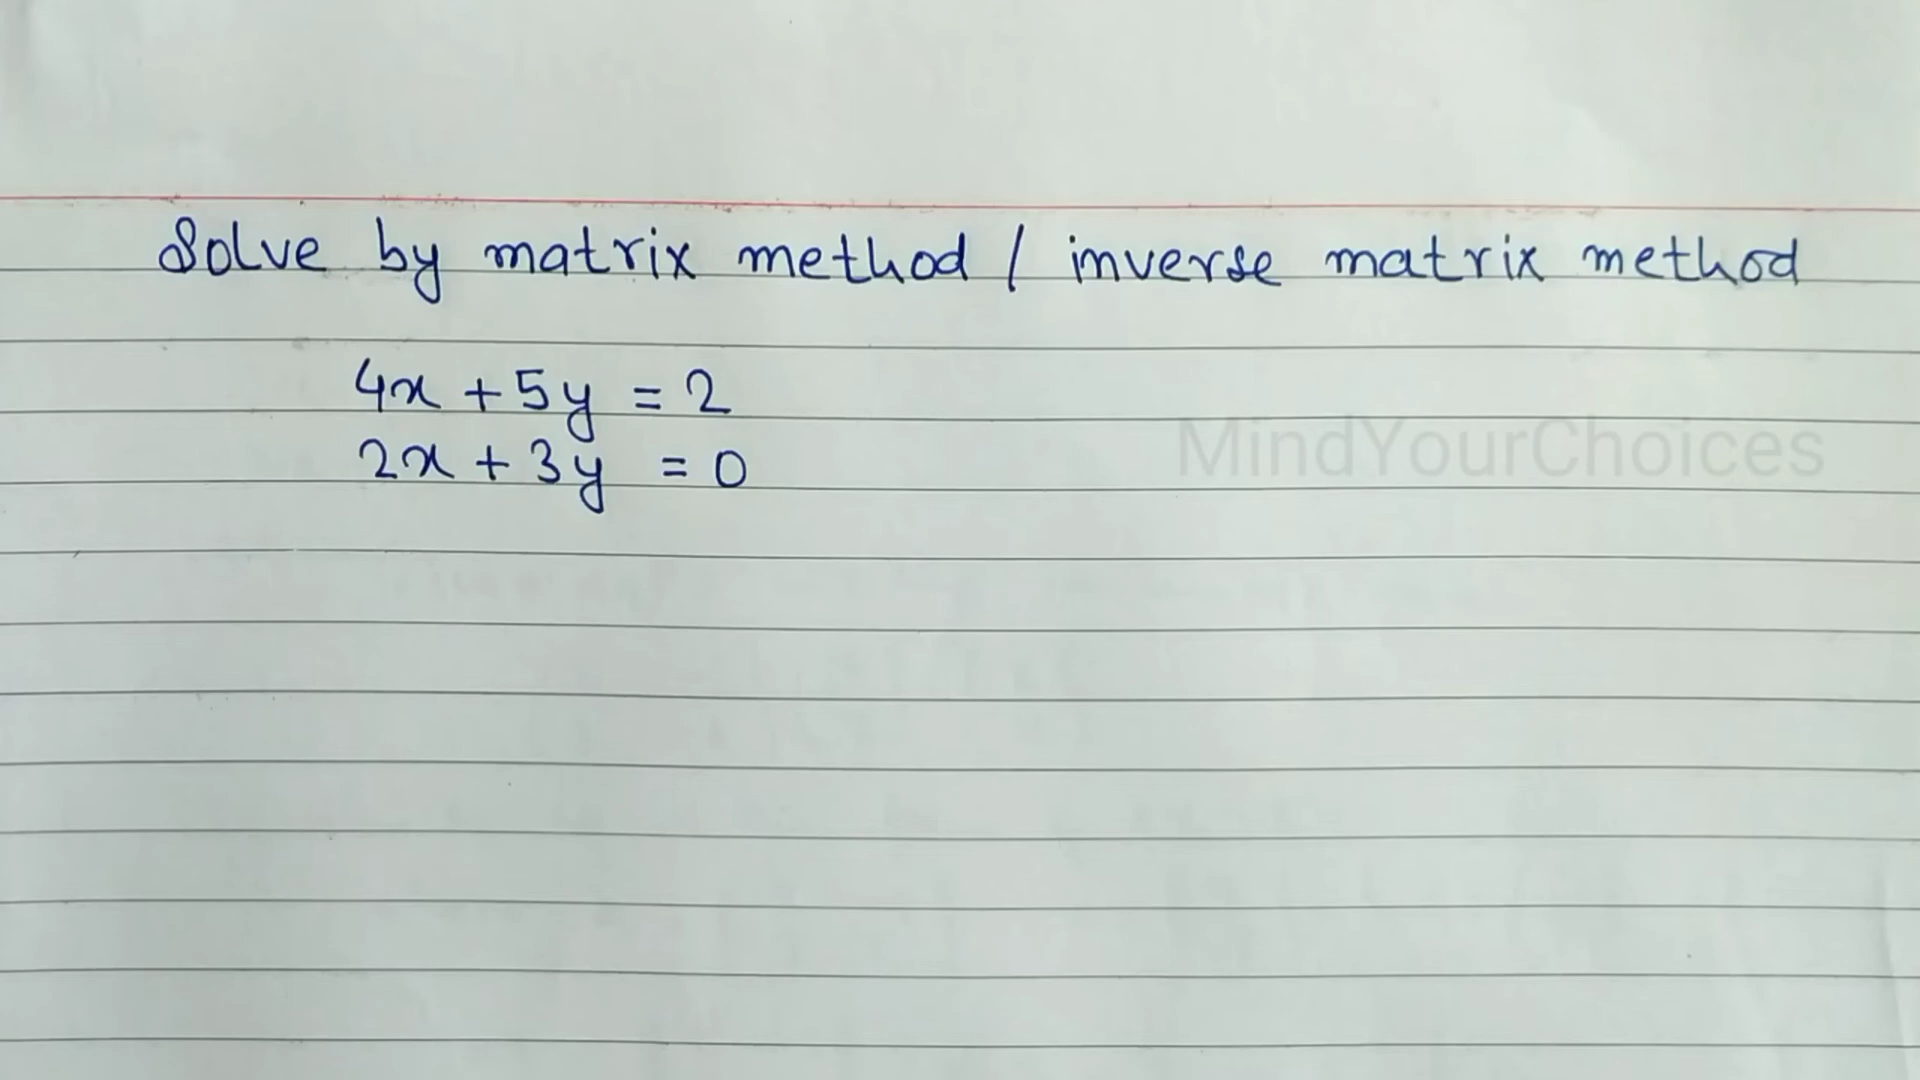 Solve by matrix method / inverse matrix method
4x + 5y = 2
2x + 3y = 0
MindYourChoices